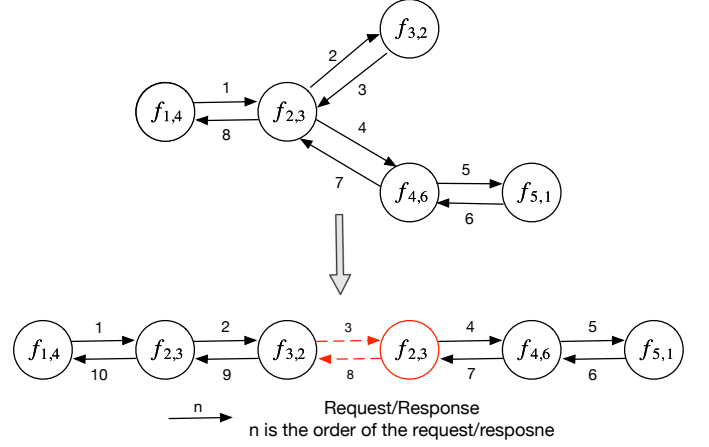 f3,2
2
3
1
f1,4
f2,3
8
4
7
5
f4,6
f5,1
6
1
2
3
4
5
f1,4
f2,3
f3,2
f2,3
f4,6
f5,1
10
9
8
7
6
n
Request/Response
n is the order of the request/resposne